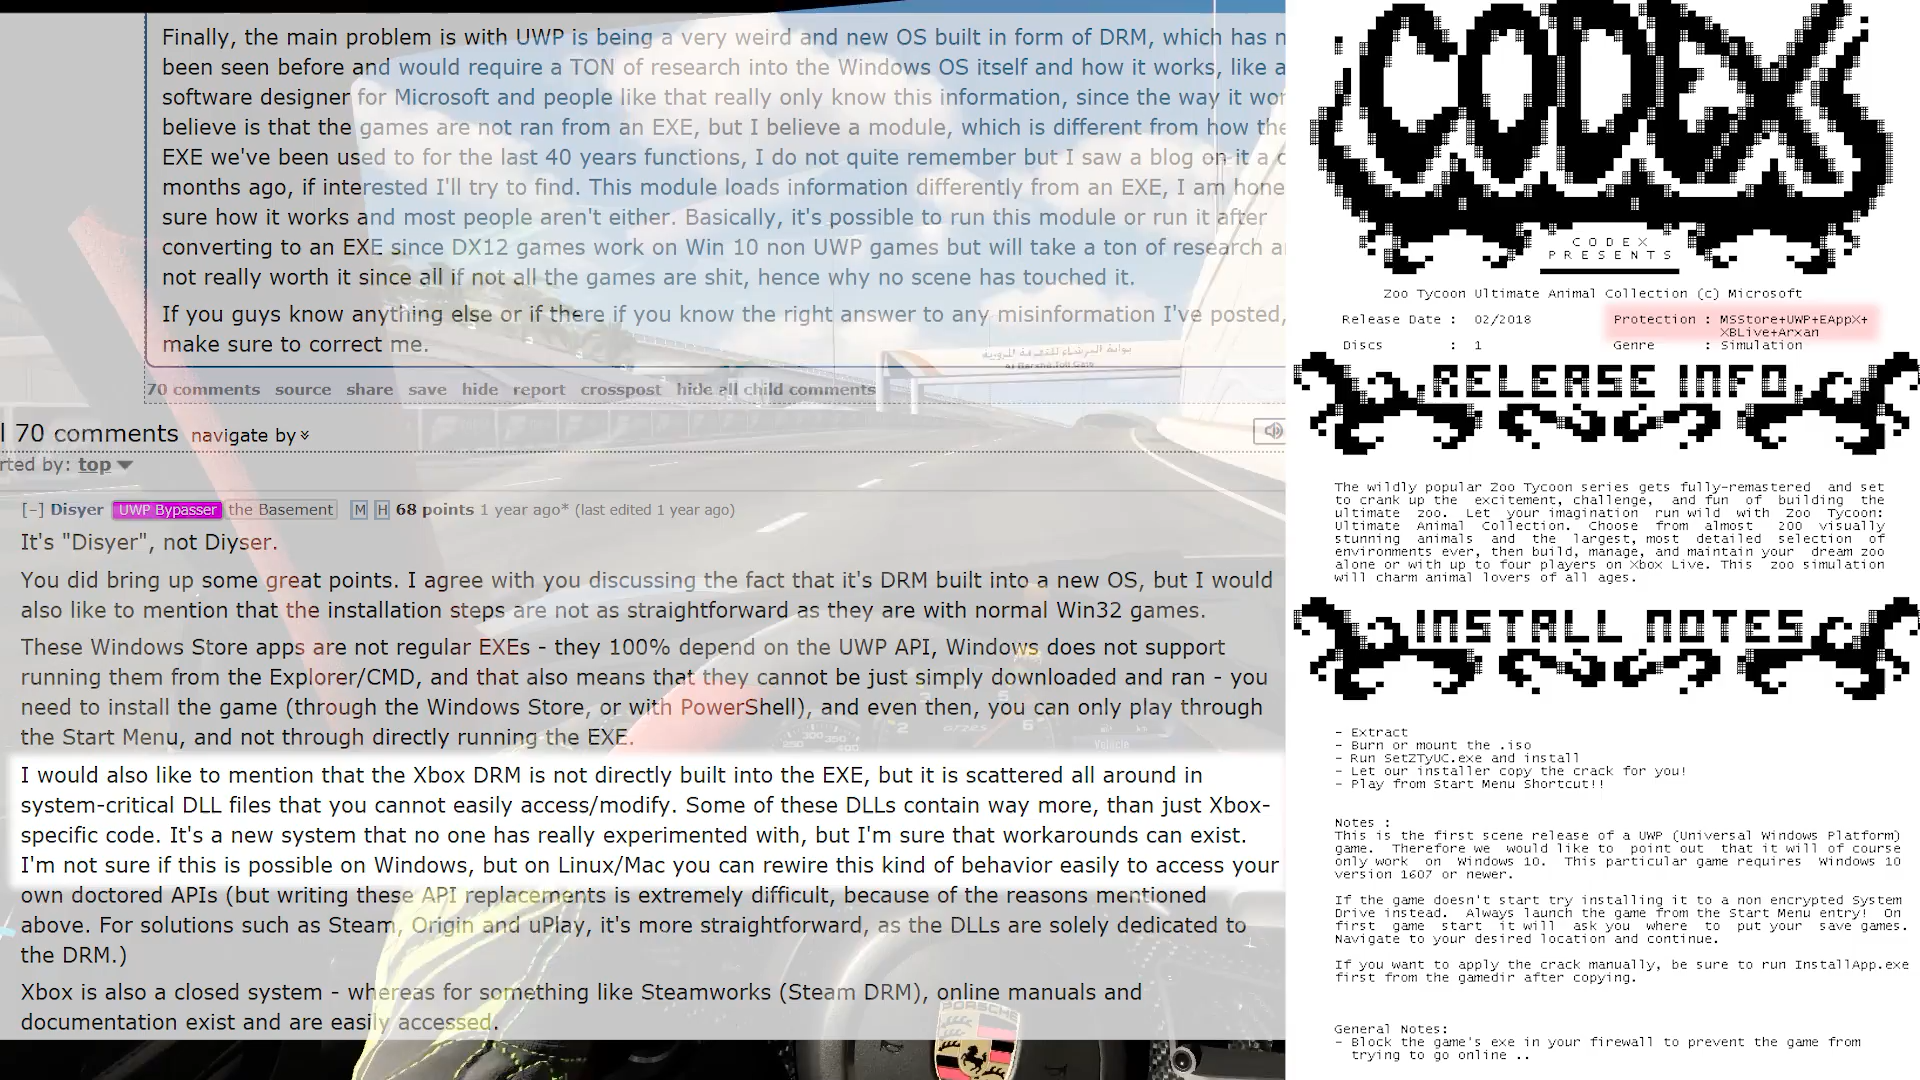 Finally, the main problem is with UWP is being a very weird and new OS built in form of DRM, which has n
been seen before and would require a TON of research into the Windows OS itself and how it works, like a
software designer for Microsoft and people like that really only know this information, since the way it wor
believe is that the games are not ran from an EXE, but I believe a module, which is different from how the
EXE we've been used to for the last 40 years functions, I do not quite remember but I saw a blog on it a c
months ago, if interested I'll try to find. This module loads information differently from an EXE, I am hone
sure how it works and most people aren't either. Basically, it's possible to run this module or run it after
converting to an EXE since DX12 games work on Win 10 non UWP games but will take a ton of research a
not really worth it since all if not all the games are shit, hence why no scene has touched it.
If you guys know anything else or if there if you know the right answer to any misinformation I've posted,
make sure to correct me.
70 comments source share save hide report crosspost hide all child comments
l 70 comments navigate by
rted by: top
[–] Disyer UWP Bypasser the Basement M H 68 points 1 year ago* (last edited 1 year ago)
It's "Disyer", not Diyser.
You did bring up some great points. I agree with you discussing the fact that it's DRM built into a new OS, but I would
also like to mention that the installation steps are not as straightforward as they are with normal Win32 games.
These Windows Store apps are not regular EXEs - they 100% depend on the UWP API, Windows does not support
running them from the Explorer/CMD, and that also means that they cannot be just simply downloaded and ran - you
need to install the game (through the Windows Store, or with PowerShell), and even then, you can only play through
the Start Menu, and not through directly running the EXE.
I would also like to mention that the Xbox DRM is not directly built into the EXE, but it is scattered all around in
system-critical DLL files that you cannot easily access/modify. Some of these DLLs contain way more, than just Xbox-
specific code. It's a new system that no one has really experimented with, but I'm sure that workarounds can exist.
I'm not sure if this is possible on Windows, but on Linux/Mac you can rewire this kind of behavior easily to access your
own doctored APIs (but writing these API replacements is extremely difficult, because of the reasons mentioned
above. For solutions such as Steam, Origin and uPlay, it's more straightforward, as the DLLs are solely dedicated to
the DRM.)
Xbox is also a closed system - whereas for something like Steamworks (Steam DRM), online manuals and
documentation exist and are easily accessed.
PORSCHE
CODEX
CODEX
PRESENTS
Zoo Tycoon Ultimate Animal Collection (c) Microsoft
Release Date : 02/2018 Protection : MSStore+UWP+EAppX+
XBLive+Arxan
Discs : 1 Genre : Simulation
RELEASE INFO
The wildly popular Zoo Tycoon series gets fully-remastered and set
to crank up the excitement, challenge, and fun of building the
ultimate zoo. Let your imagination run wild with Zoo Tycoon:
Ultimate Animal Collection. Choose from almost 200 visually
stunning animals and the largest, most detailed selection of
environments ever, then build, manage, and maintain your dream zoo
alone or with up to four players on Xbox Live. This zoo simulation
will charm animal lovers of all ages.
INSTALL NOTES
- Extract
- Burn or mount the .iso
- Run SetZTyUC.exe and install
- Let our installer copy the crack for you!
- Play from Start Menu Shortcut!!
Notes :
This is the first scene release of a UWP (Universal Windows Platform)
game. Therefore we would like to point out that it will of course
only work on Windows 10. This particular game requires Windows 10
version 1607 or newer.
If the game doesn't start try installing it to a non encrypted System
Drive instead. Always launch the game from the Start Menu entry! On
first game start it will ask you where to put your save games.
Navigate to your desired location and continue.
If you want to apply the crack manually, be sure to run InstallApp.exe
first from the gamedir after copying.
General Notes:
- Block the game's exe in your firewall to prevent the game from
trying to go online ..